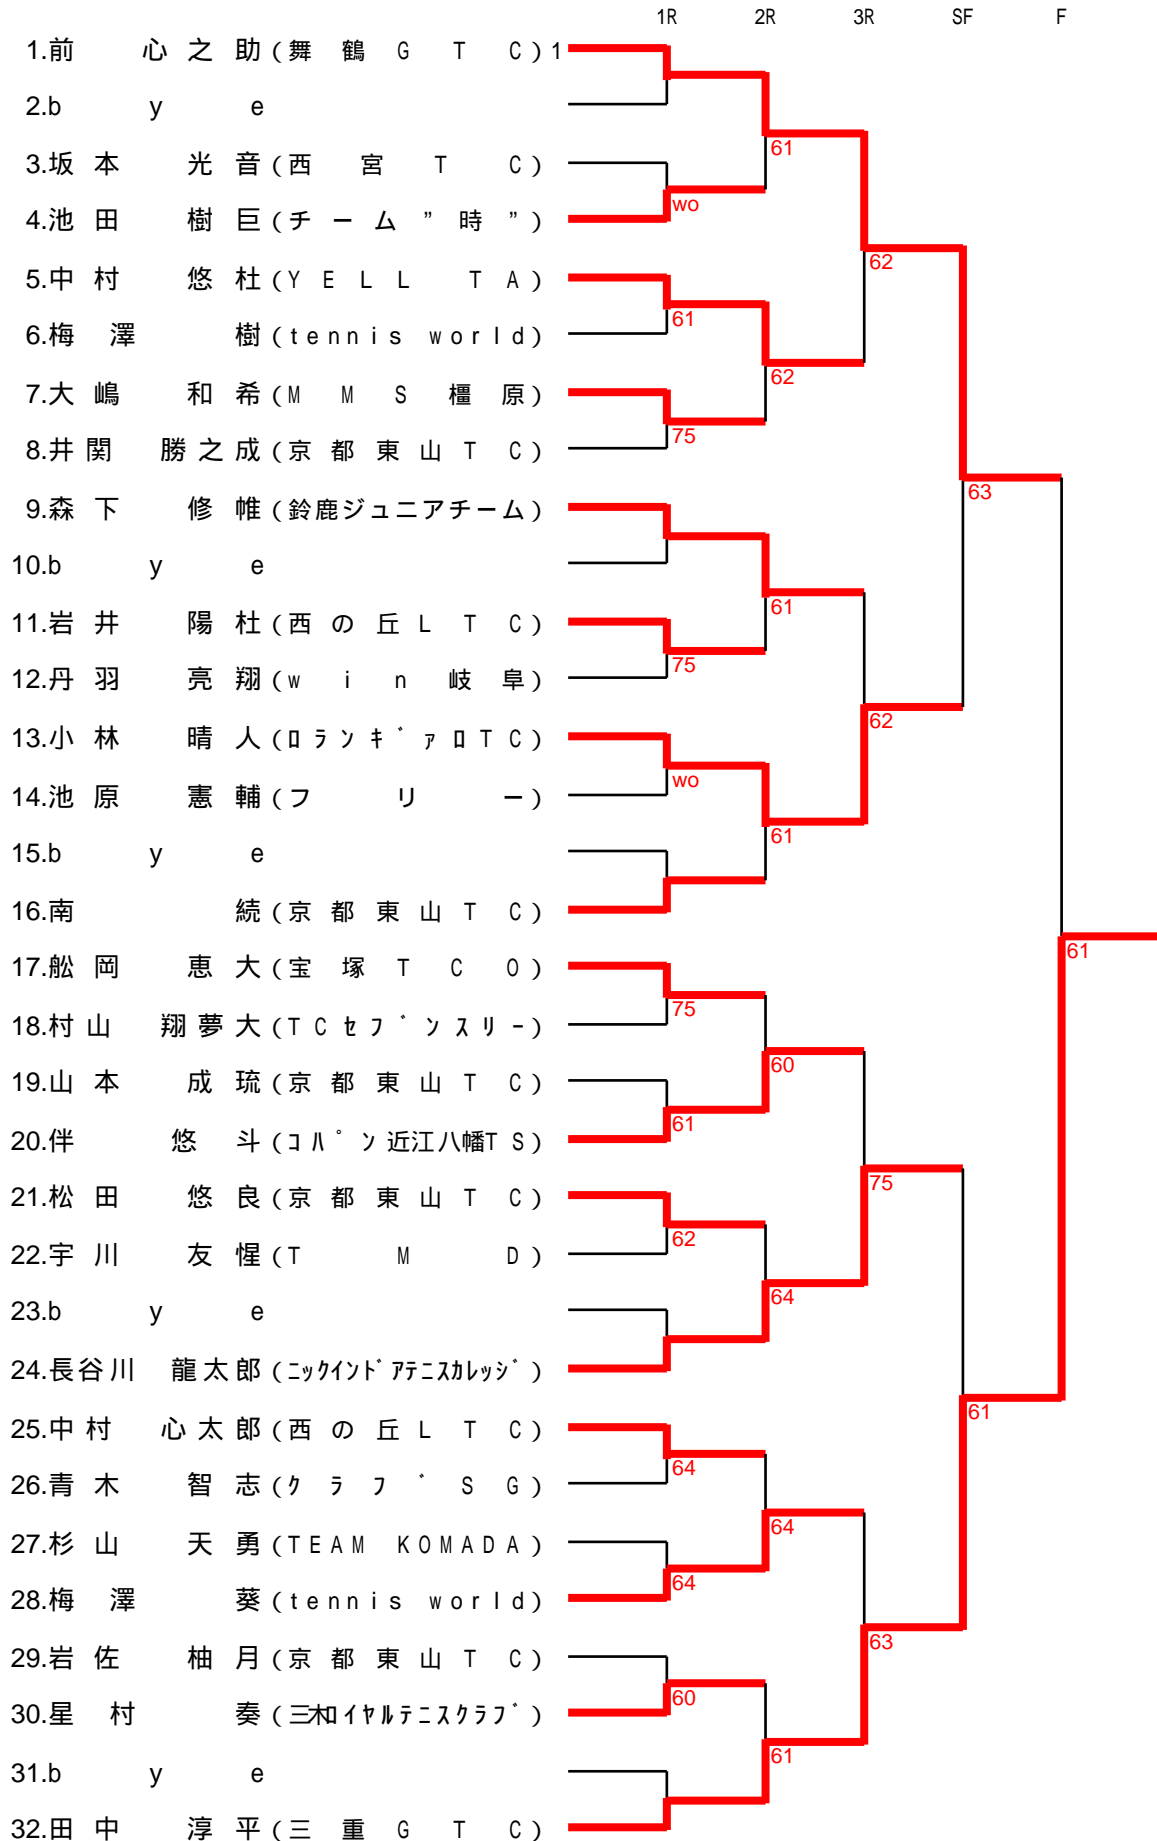 1R 2R 3R SF F
1.前 心之助(舞鶴GTC)1
2.bye
61
3.坂本 光音(西宮TC)
wo
4.池田 樹巨(チーム”時”)
62
5.中村 悠杜(YELL TA)
61
6.梅澤 樹(tennis world)
62
7.大嶋 和希(MMS橿原)
75
8.井関 勝之成(京都東山TC)
63
9.森下 修帷(鈴鹿ジュニアチーム)
10.bye
61
11.岩井 陽杜(西の丘LTC)
75
12.丹羽 亮翔(win岐阜)
62
13.小林 晴人(ロランギャロTC)
wo
14.池原 憲輔(フリー)
61
15.bye
16.南 続(京都東山TC)
61
17.舩岡 恵大(宝塚TCO)
75
18.村山 翔夢大(TCセブンスリー)
60
19.山本 成琉(京都東山TC)
61
20.伴 悠斗(コパン近江八幡TS)
75
21.松田 悠良(京都東山TC)
62
22.宇川 友惺(TMD)
64
23.bye
24.長谷川 龍太郎(ニックインドアテニスカレッジ)
61
25.中村 心太郎(西の丘LTC)
64
26.青木 智志(クラブSG)
64
27.杉山 天勇(TEAM KOMADA)
64
28.梅澤 葵(tennis world)
63
29.岩佐 柚月(京都東山TC)
60
30.星村 奏(三木ロイヤルテニスクラブ)
61
31.bye
32.田中 淳平(三重GTC)